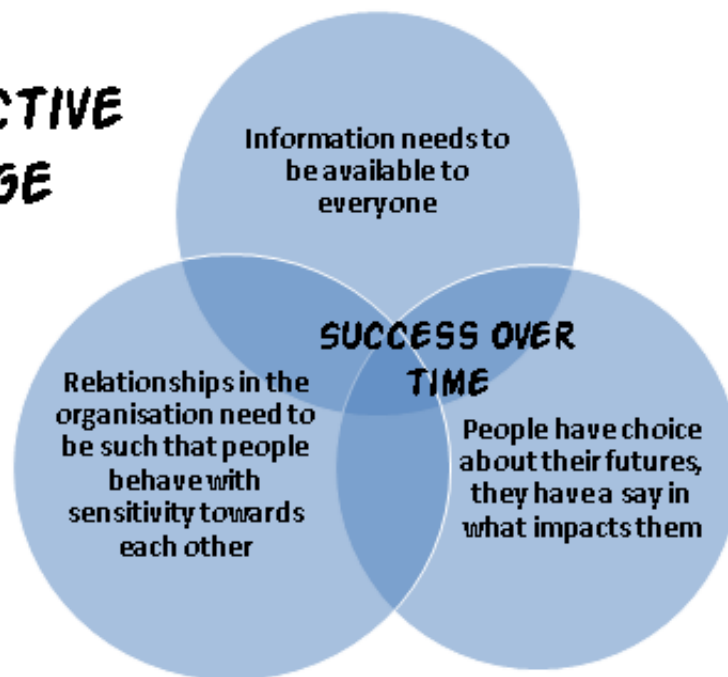 CTIVE
GE
Information needs to
be available to
everyone
SUCCESS OVER
TIME
Relationships in the
organisation need to
be such that people
behave with
sensitivity towards
each other
People have choice
about their futures,
they have a say in
what impacts them